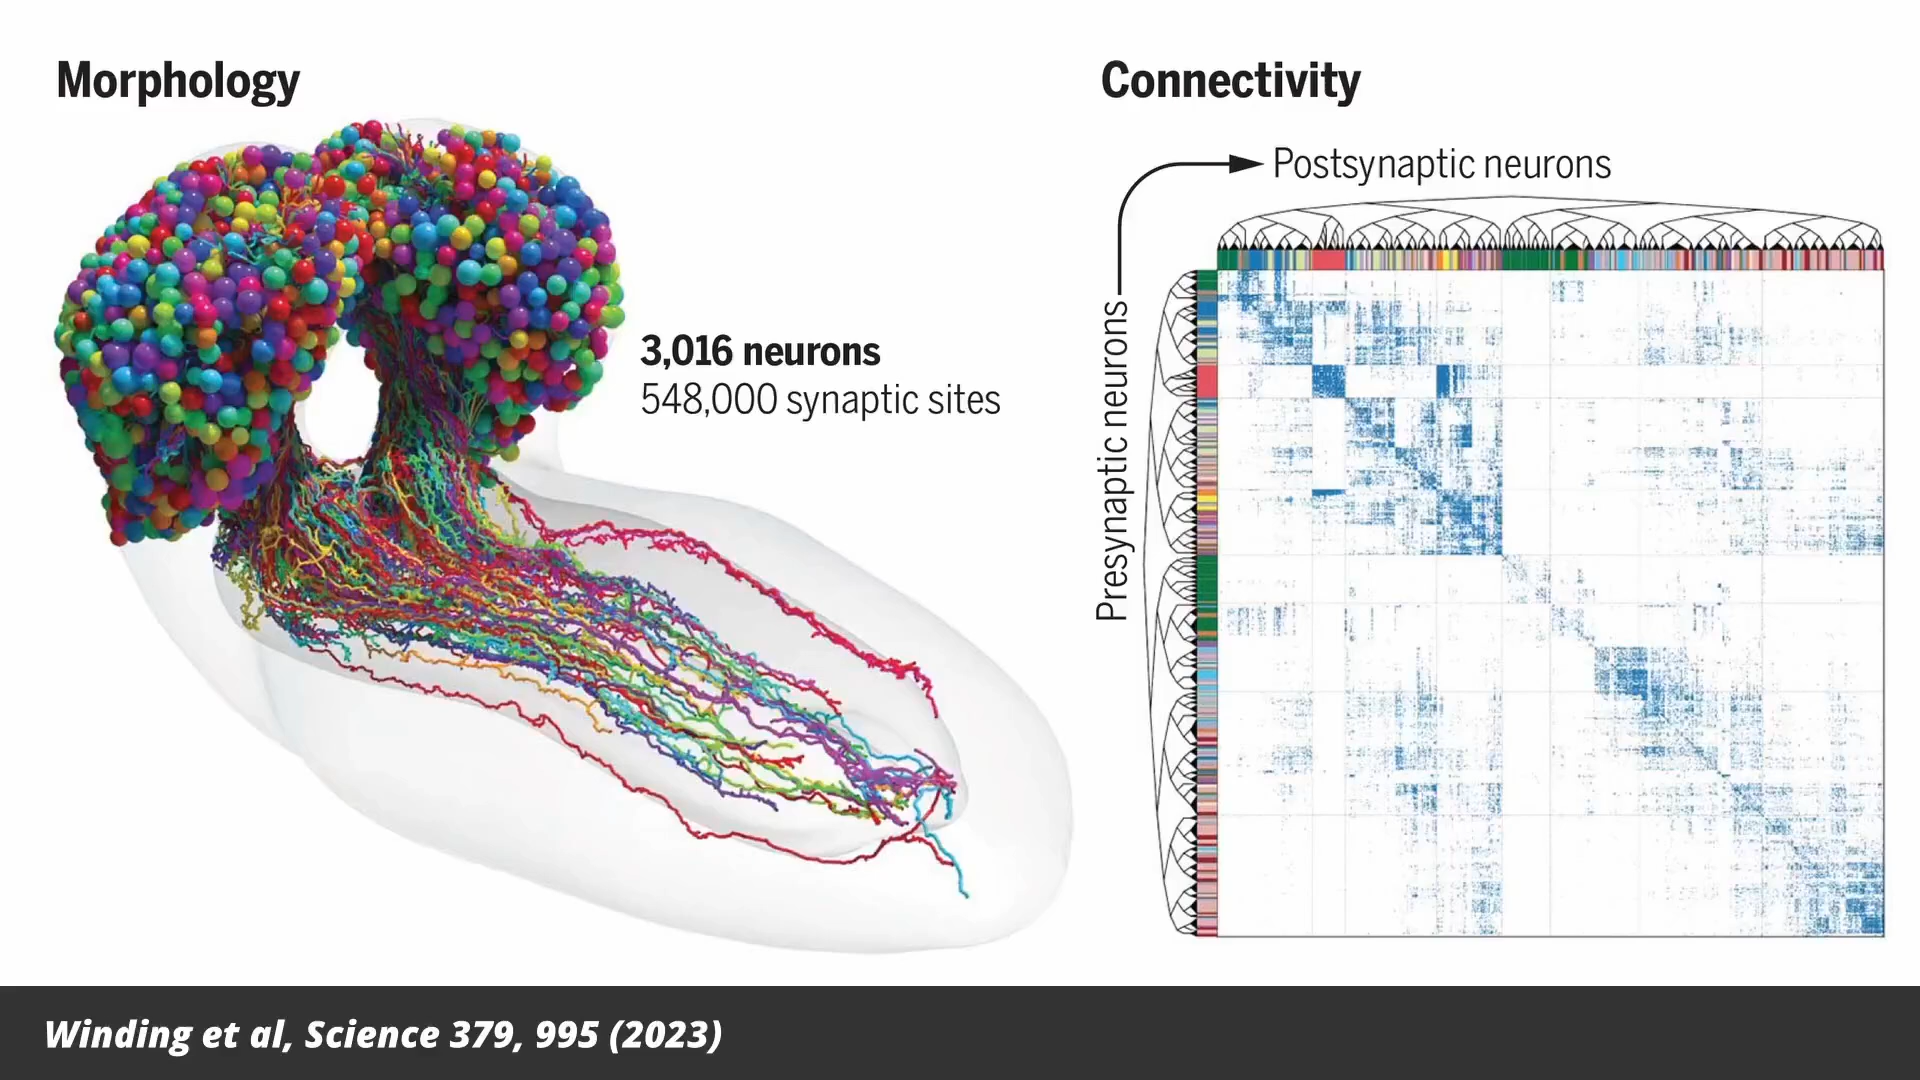 Morphology
3,016 neurons
548,000 synaptic sites
Connectivity
Postsynaptic neurons
Presynaptic neurons
Winding et al, Science 379, 995 (2023)